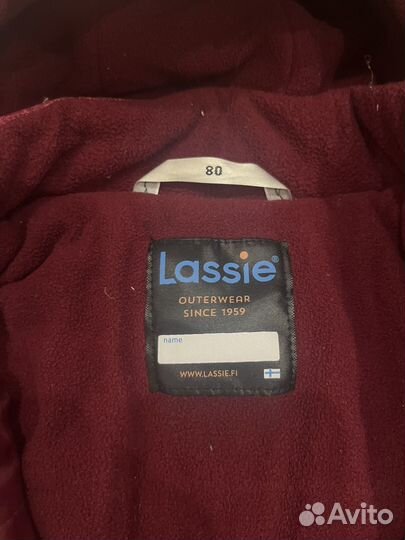 80
Lassie®
OUTERWEAR
SINCE 1959
name
WWW.LASSIE.FI
Avito